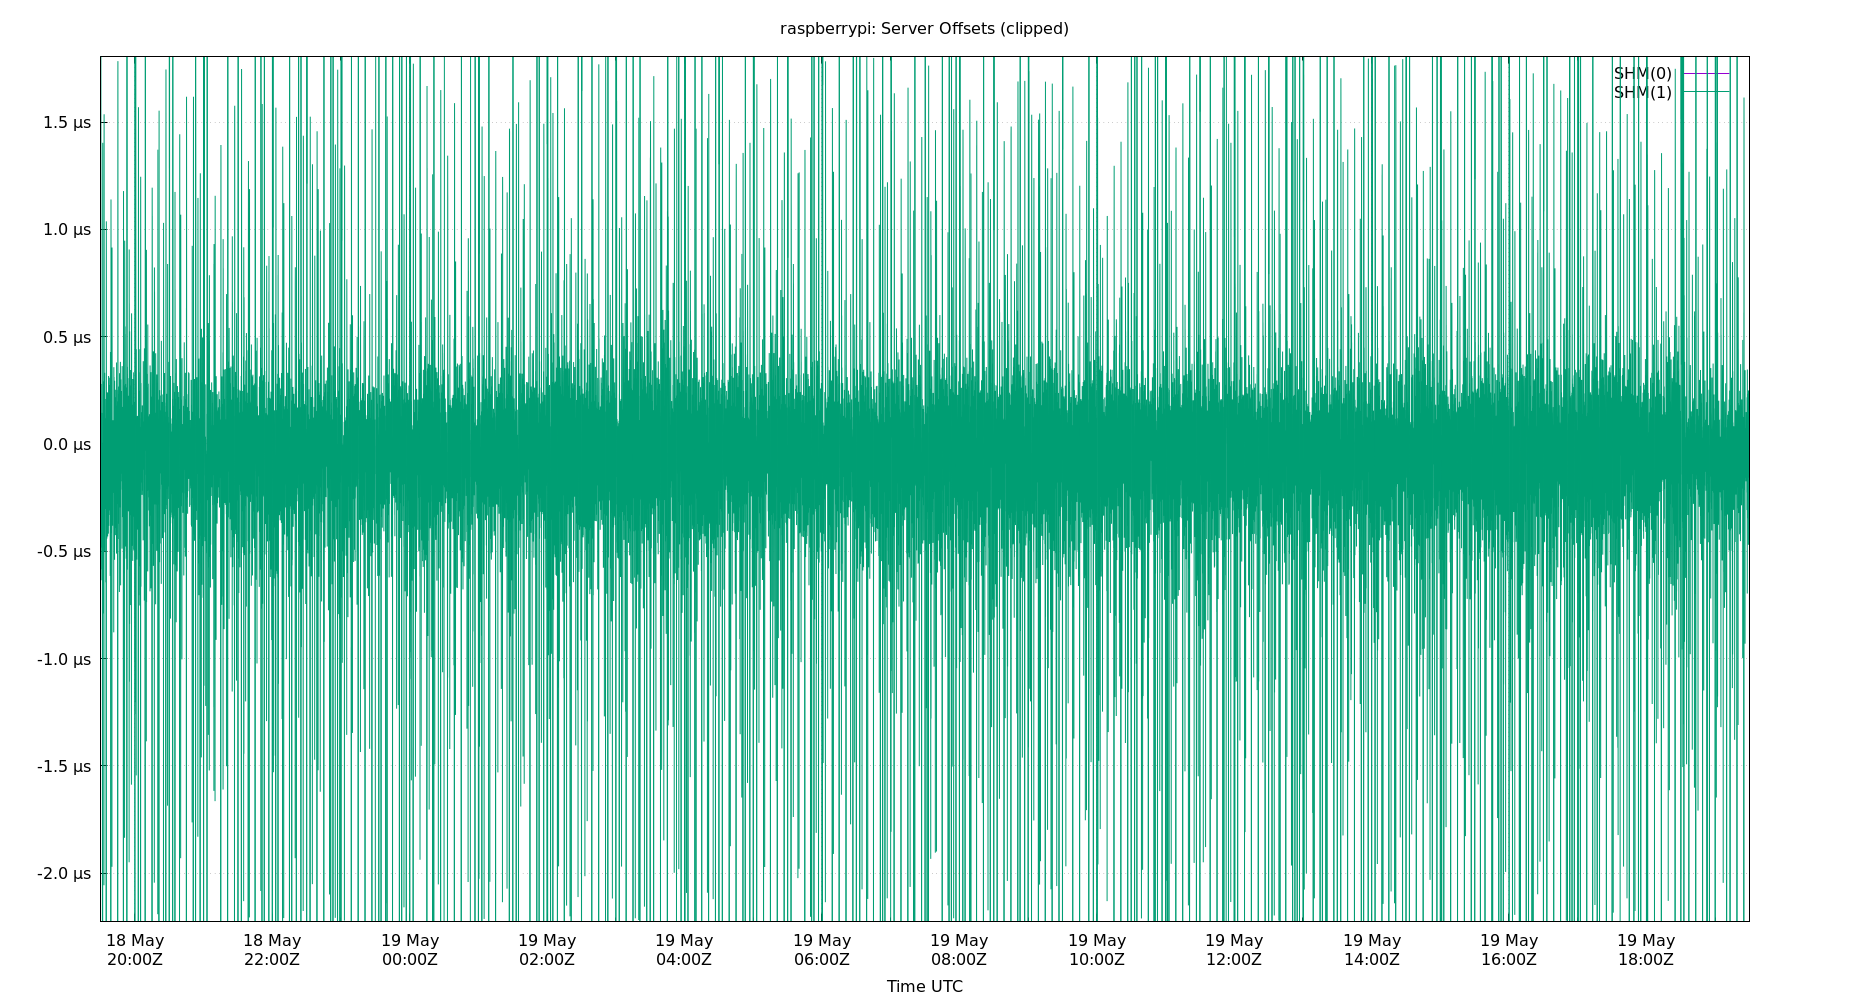 raspberrypi: Server Offsets (clipped)
SHM(0)
SHM(1)
1.5 µs
1.0 µs
0.5 µs
0.0 µs
-0.5 µs
-1.0 µs
-1.5 µs
-2.0 µs
18 May 18 May 19 May 19 May 19 May 19 May 19 May 19 May 19 May 19 May 19 May 19 May
20:00Z 22:00Z 00:00Z 02:00Z 04:00Z 06:00Z 08:00Z 10:00Z 12:00Z 14:00Z 16:00Z 18:00Z
Time UTC